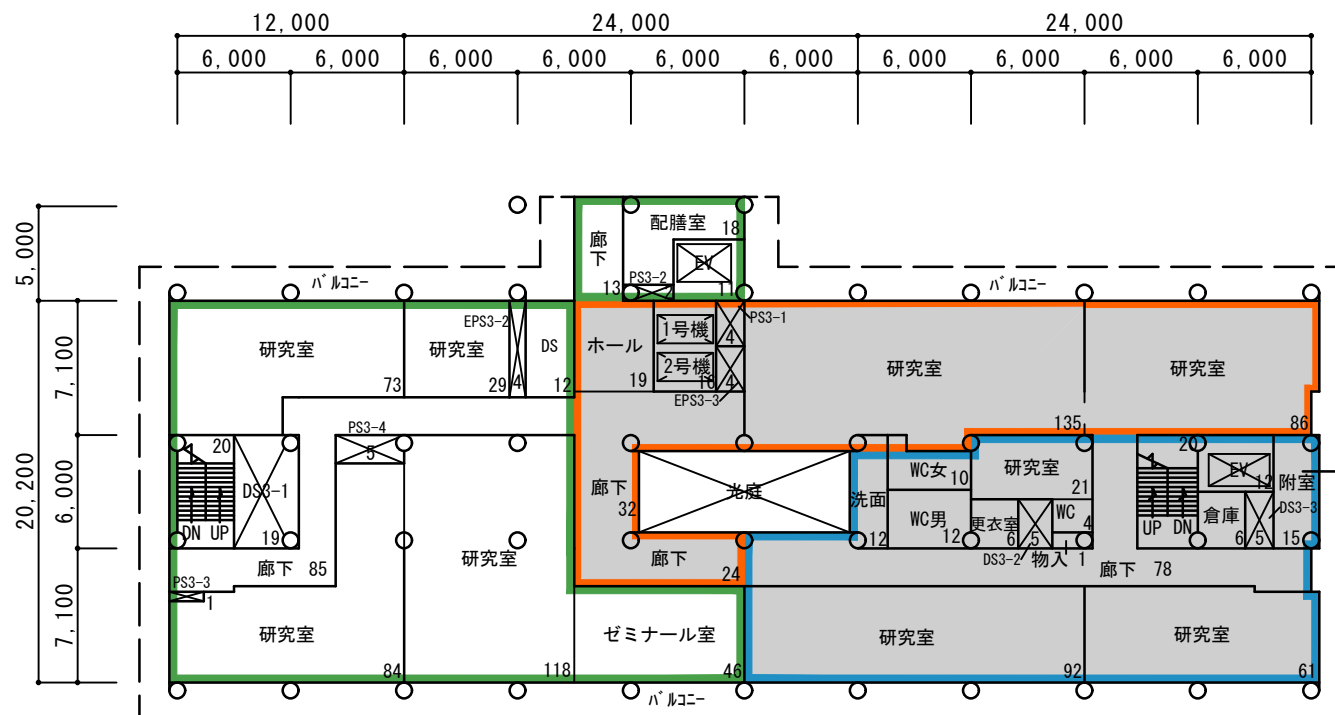 12,000 24,000 24,000
6,000 6,000 6,000 6,000 6,000 6,000 6,000 6,000 6,000 6,000
5,000
20,200
7,100
6,000
7,100
配膳室
18
廊下
PS3-2
EV
13
11
バルコニー
バルコニー
EPS3-2
PS3-1
研究室
73
研究室
29
4
DS
12
ホール
19
1号機
2号機
16
4
4
EPS3-3
研究室
135
研究室
86
PS3-4
5
20
DS3-1
19
DN UP
廊下
85
PS3-3
1
研究室
84
研究室
118
廊下
32
光庭
廊下
24
ゼミナール室
46
洗面
12
WC女
10
WC男
12
研究室
21
更衣室
6
5
WC
4
DS3-2
物入
1
20
UP DN
EV
12
倉庫
6
5
附室
DS3-3
15
廊下
78
研究室
92
研究室
61
バルコニー